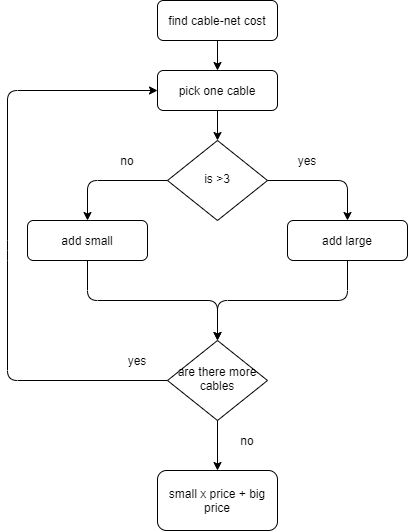 find cable-net cost
pick one cable
no
yes
is >3
add small
add large
yes
are there more
cables
no
small x price + big
price